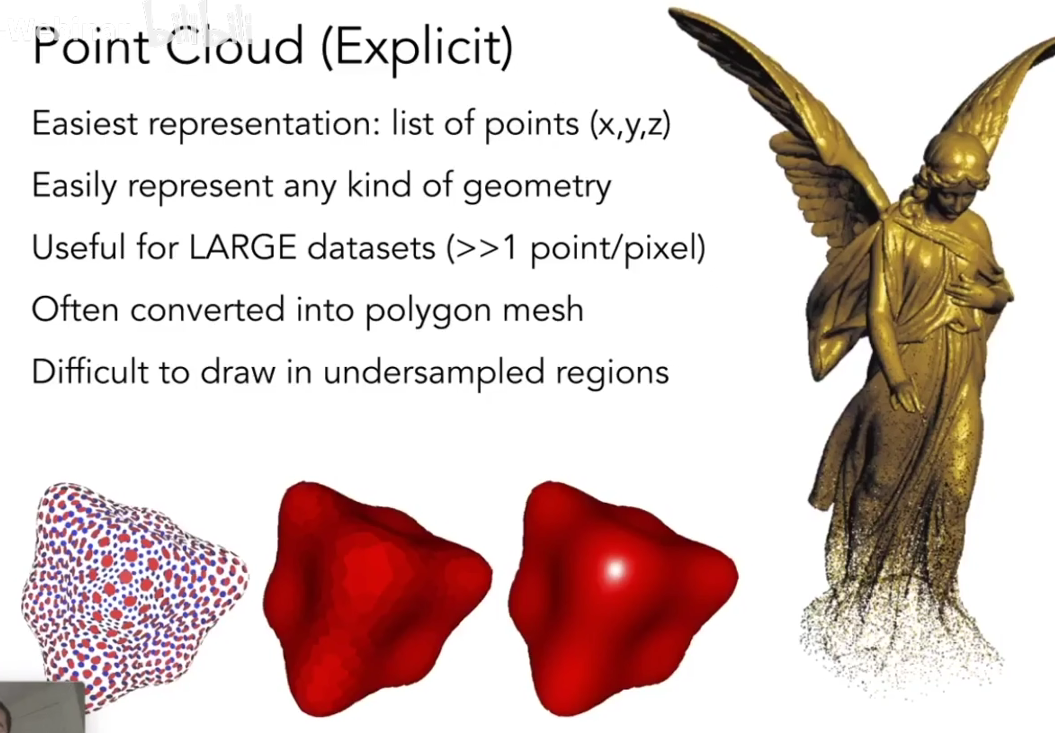 Point Cloud (Explicit)
Easiest representation: list of points (x,y,z)
Easily represent any kind of geometry
Useful for LARGE datasets (>>1 point/pixel)
Often converted into polygon mesh
Difficult to draw in undersampled regions